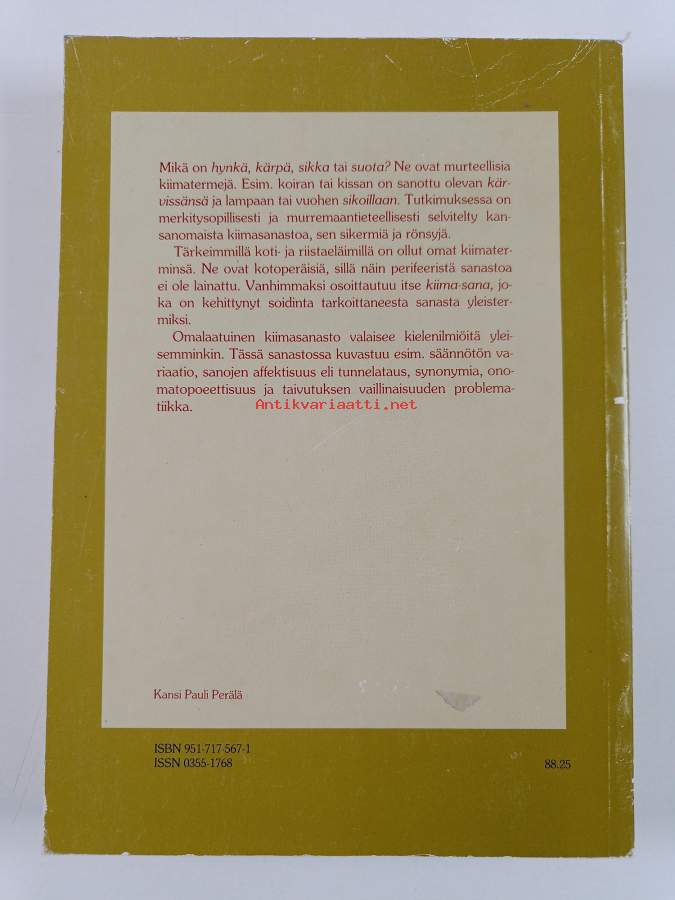 Mikä on hynkä, kärpä, sikka tai suota? Ne ovat murteellisia
kiimatermejä. Esim. koiran tai kissan on sanottu olevan kär-
vissänsä ja lampaan tai vuohen sikoillaan. Tutkimuksessa on
merkitysopillisesti ja murremaantieteellisesti selvitelty kan-
sanomaista kiimasanastoa, sen sikermiä ja rönsyjä.
Tärkeimmillä koti- ja riistaeläimillä on ollut omat kiimater-
minsä. Ne ovat kotoperäisiä, sillä näin perifeeristä sanastoa
ei ole lainattu. Vanhimmaksi osoittautuu itse kiima-sana, jo-
ka on kehittynyt soidinta tarkoittaneesta sanasta yleister-
miksi.
Omalaatuinen kiimasanasto valaisee kielenilmiöitä ylei-
semminkin. Tässä sanastossa kuvastuu esim. säännötön va-
riaatio, sanojen affektisuus eli tunnelataus, synonymia, ono-
matopoeettisuus ja taivutuksen vaillinaisuuden problema-
tiikka.
Antikvariaatti.net
Kansi Pauli Perälä
ISBN 951-717-567-1
ISSN 0355-1768
88.25